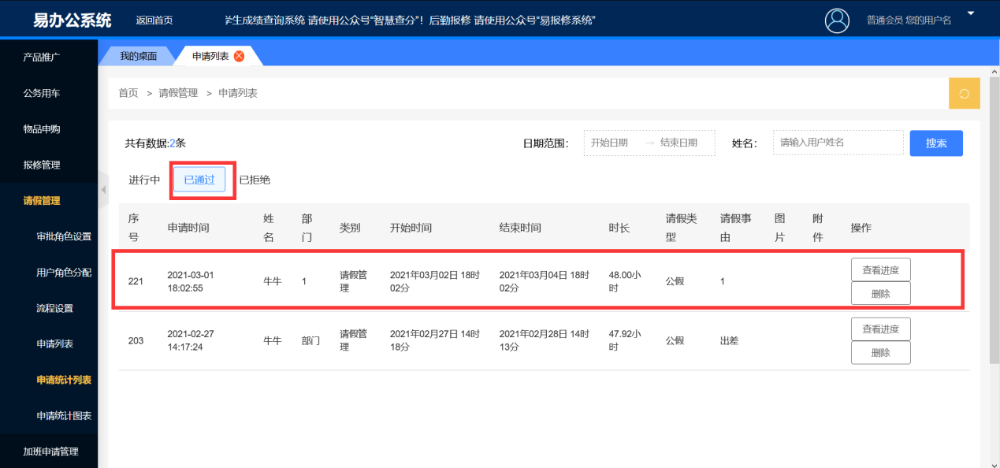 易办公系统 返回首页 学生成绩查询系统 请使用公众号“智慧查分”！后勤报修 请使用公众号“易报修系统” 普通会员 您的用户名
产品推广
公务用车
物品申购
报修管理
请假管理
审批角色设置
用户角色分配
流程设置
申请列表
申请统计列表
申请统计图表
加班申请管理
我的桌面 申请列表
首页 > 请假管理 > 申请列表
共有数据:2条 日期范围： 开始日期 → 结束日期 姓名： 请输入用户姓名 搜索
进行中 已通过 已拒绝
序号 申请时间 姓名 部门 类别 开始时间 结束时间 时长 请假类型 请假事由 图片 附件 操作
221 2021-03-01 18:02:55 牛牛 1 请假管理 2021年03月02日 18时02分 2021年03月04日 18时02分 48.00小时 公假 1 查看进度 删除
203 2021-02-27 14:17:24 牛牛 部门 请假管理 2021年02月27日 14时18分 2021年02月28日 14时13分 47.92小时 公假 出差 查看进度 删除